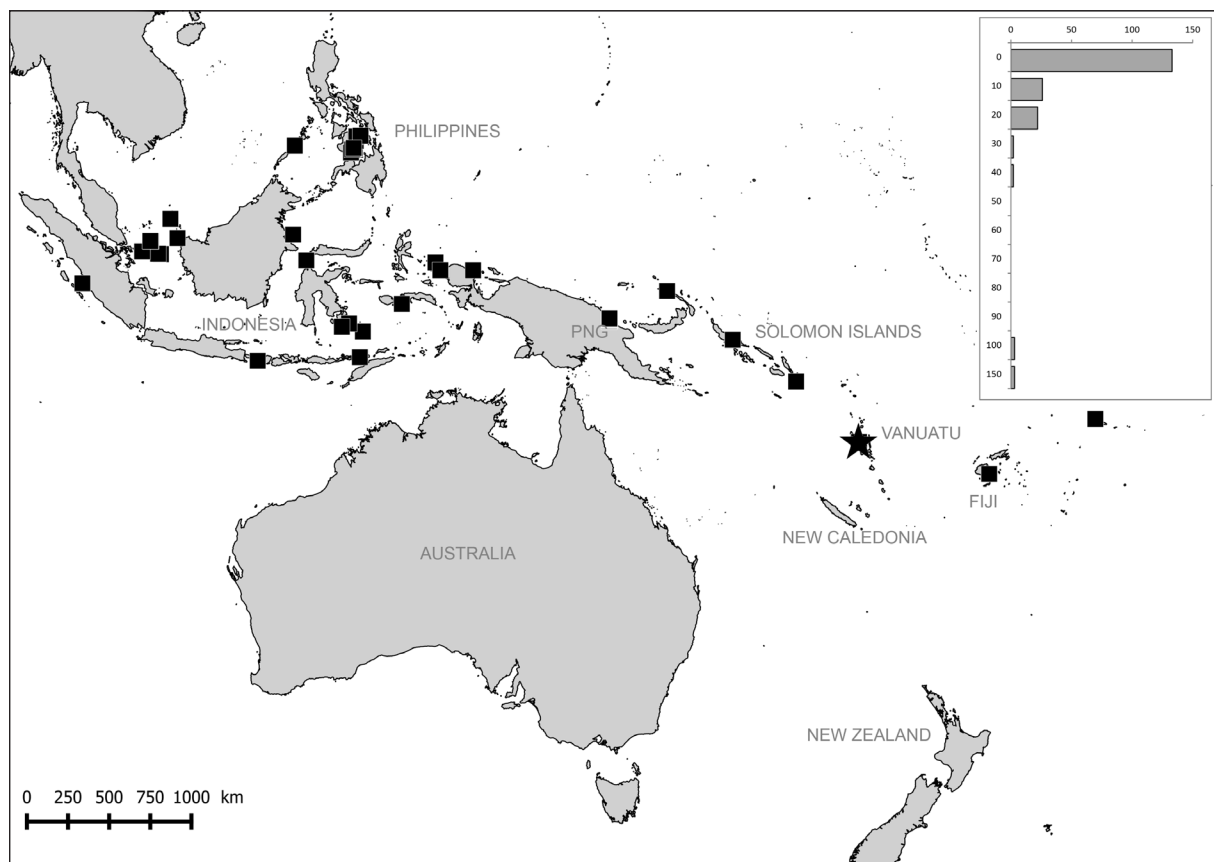 0 50 100 150
0
10
20
30
40
50
60
70
80
90
100
150
PHILIPPINES
INDONESIA
PNG
SOLOMON ISLANDS
VANUATU
FIJI
NEW CALEDONIA
AUSTRALIA
NEW ZEALAND
0 250 500 750 1000 km